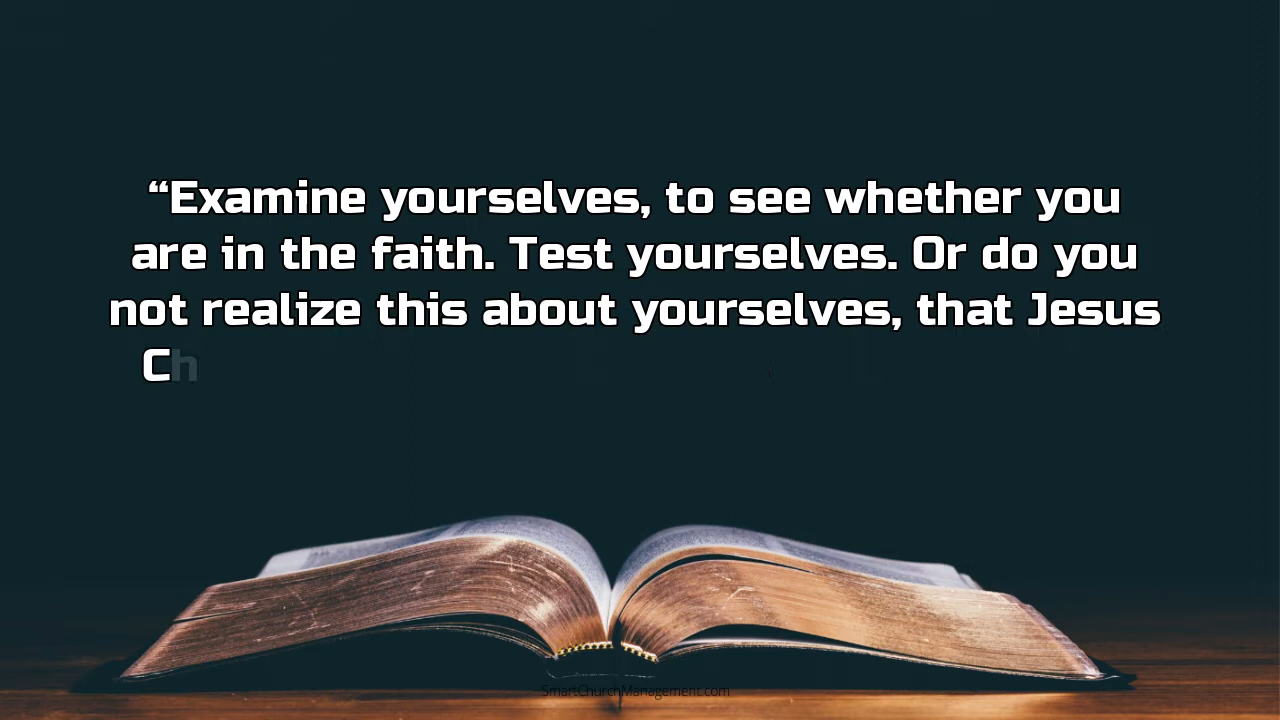 “Examine yourselves, to see whether you
are in the faith. Test yourselves. Or do you
not realize this about yourselves, that Jesus
Ch
SmartChurchManagement.com